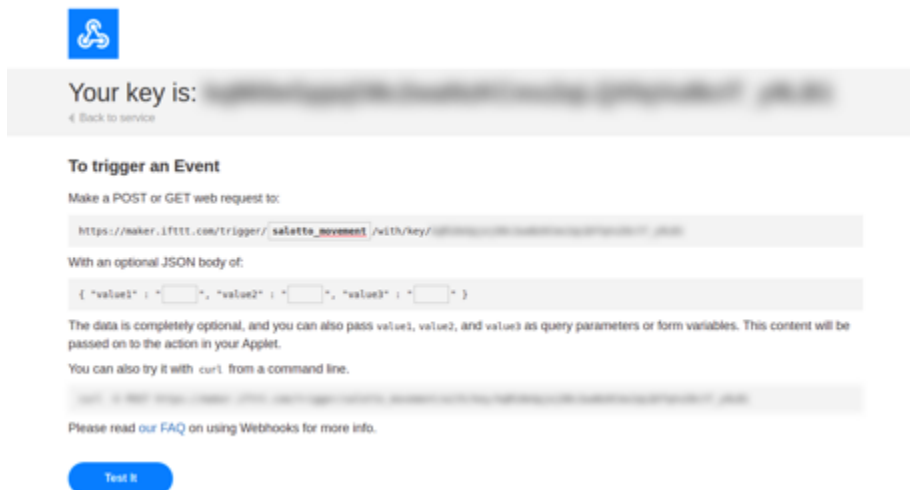 Your key is:
Back to service
To trigger an Event
Make a POST or GET web request to:
https://maker.ifttt.com/trigger/ salotto_movement /with/key/
With an optional JSON body of:
{ "value1" : "", "value2" : "", "value3" : "" }
The data is completely optional, and you can also pass value1, value2, and value3 as query parameters or form variables. This content will be
passed on to the action in your Applet.
You can also try it with curl from a command line.
Please read our FAQ on using Webhooks for more info.
Test It